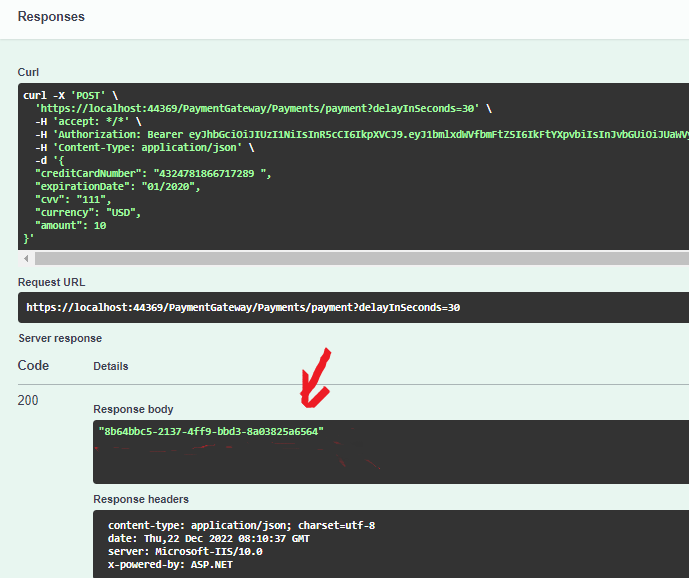 Responses
Curl
curl -X 'POST' \
'https://localhost:44369/PaymentGateway/Payments/payment?delayInSeconds=30' \
-H 'accept: */*' \
-H 'Authorization: Bearer eyJhbGciOiJIUzI1NiIsInR5cCI6IkpXVCJ9.eyJ1bmlxdWVfbmFtZSI6IkFtYXpvbiIsInJvbGUiOiJUaWVy
-H 'Content-Type: application/json' \
-d '{
"creditCardNumber": "4324781866717289 ",
"expirationDate": "01/2020",
"cvv": "111",
"currency": "USD",
"amount": 10
}'
Request URL
https://localhost:44369/PaymentGateway/Payments/payment?delayInSeconds=30
Server response
Code Details
200
Response body
"8b64bbc5-2137-4ff9-bbd3-8a03825a6564"
Response headers
content-type: application/json; charset=utf-8
date: Thu,22 Dec 2022 08:10:37 GMT
server: Microsoft-IIS/10.0
x-powered-by: ASP.NET